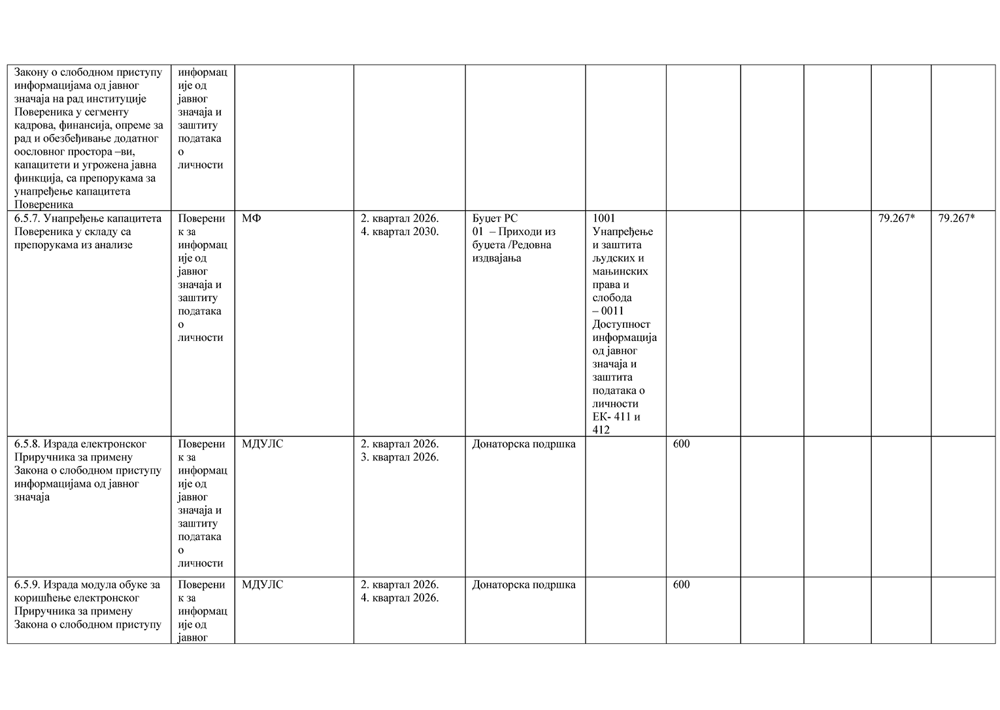 Закону о слободном приступу
информацијама од јавног
значаја на рад институције
Повереника у сегменту
кадрова, финансија, опреме за
рад и обезбеђивање додатног
оословног простора –ви,
капацитети и угрожена јавна
финкција, са препорукама за
унапређење капацитета
Повереника
информац
ије од
јавног
значаја и
заштиту
података
о
личности
6.5.7. Унапређење капацитета
Повереника у складу са
препорукама из анализе
Поверени
к за
информац
ије од
јавног
значаја и
заштиту
података
о
личности
МФ
2. квартал 2026.
4. квартал 2030.
Буџет РС
01 – Приходи из
буџета /Редовна
издвајања
1001
Унапређење
и заштита
људских и
мањинских
права и
слобода
– 0011
Доступност
информација
од јавног
значаја и
заштита
података о
личности
ЕК- 411 и
412
79.267*
79.267*
6.5.8. Израда електронског
Приручника за примену
Закона о слободном приступу
информацијама од јавног
значаја
Поверени
к за
информац
ије од
јавног
значаја и
заштиту
података
о
личности
МДУЛС
2. квартал 2026.
3. квартал 2026.
Донаторска подршка
600
6.5.9. Израда модула обуке за
коришћење електронског
Приручника за примену
Закона о слободном приступу
Поверени
к за
информац
ије од
јавног
МДУЛС
2. квартал 2026.
4. квартал 2026.
Донаторска подршка
600